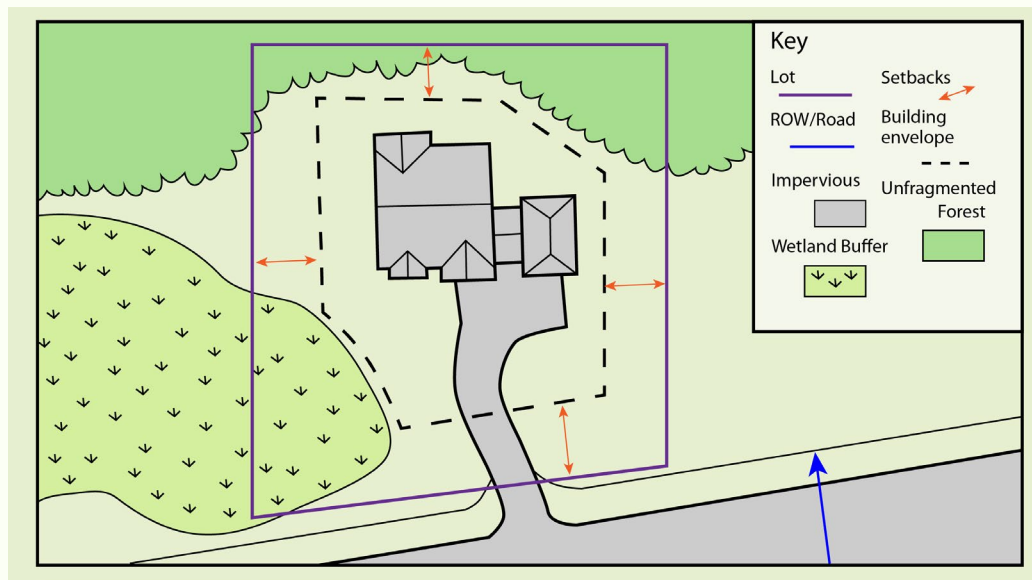 Key
Lot
Setbacks
ROW/Road
Building
envelope
Impervious
Unfragmented
Forest
Wetland Buffer